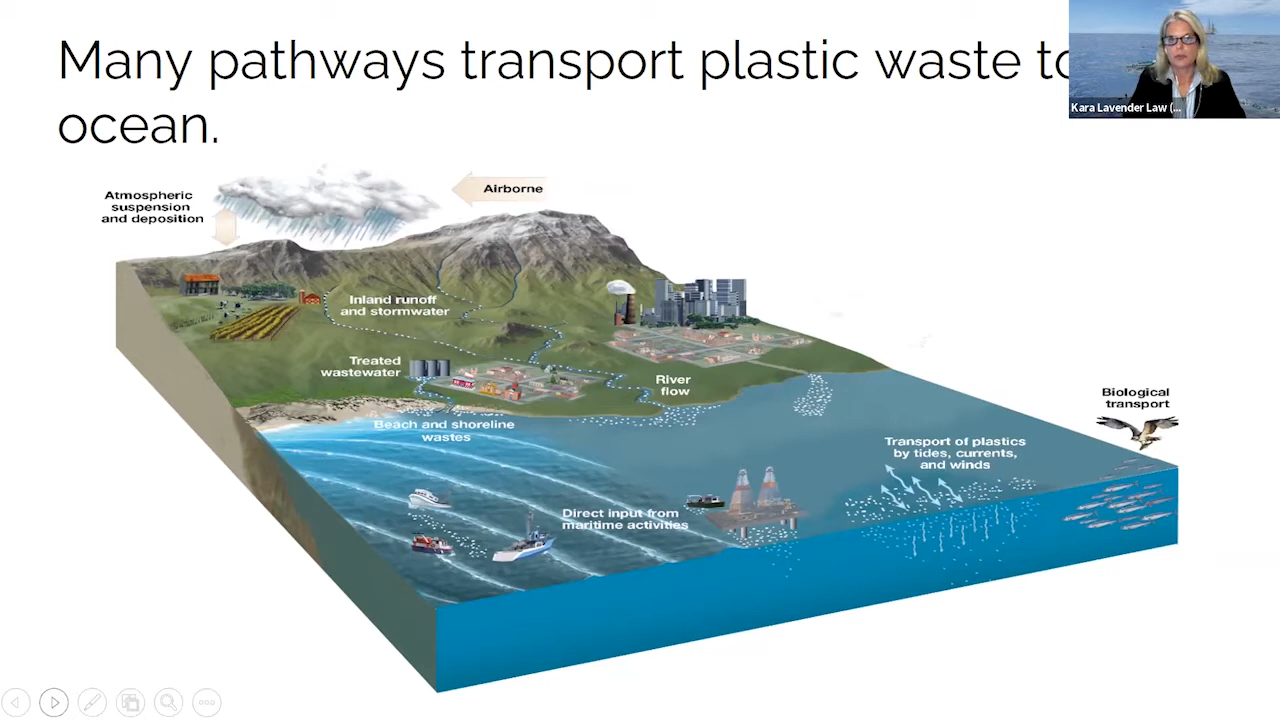 Many pathways transport plastic waste to
ocean.
Kara Lavender Law (...
Airborne
Atmospheric
suspension
and deposition
Inland runoff
and stormwater
Treated
wastewater
River
flow
Beach and shoreline
wastes
Biological
transport
Transport of plastics
by tides, currents,
and winds
Direct input from
maritime activities